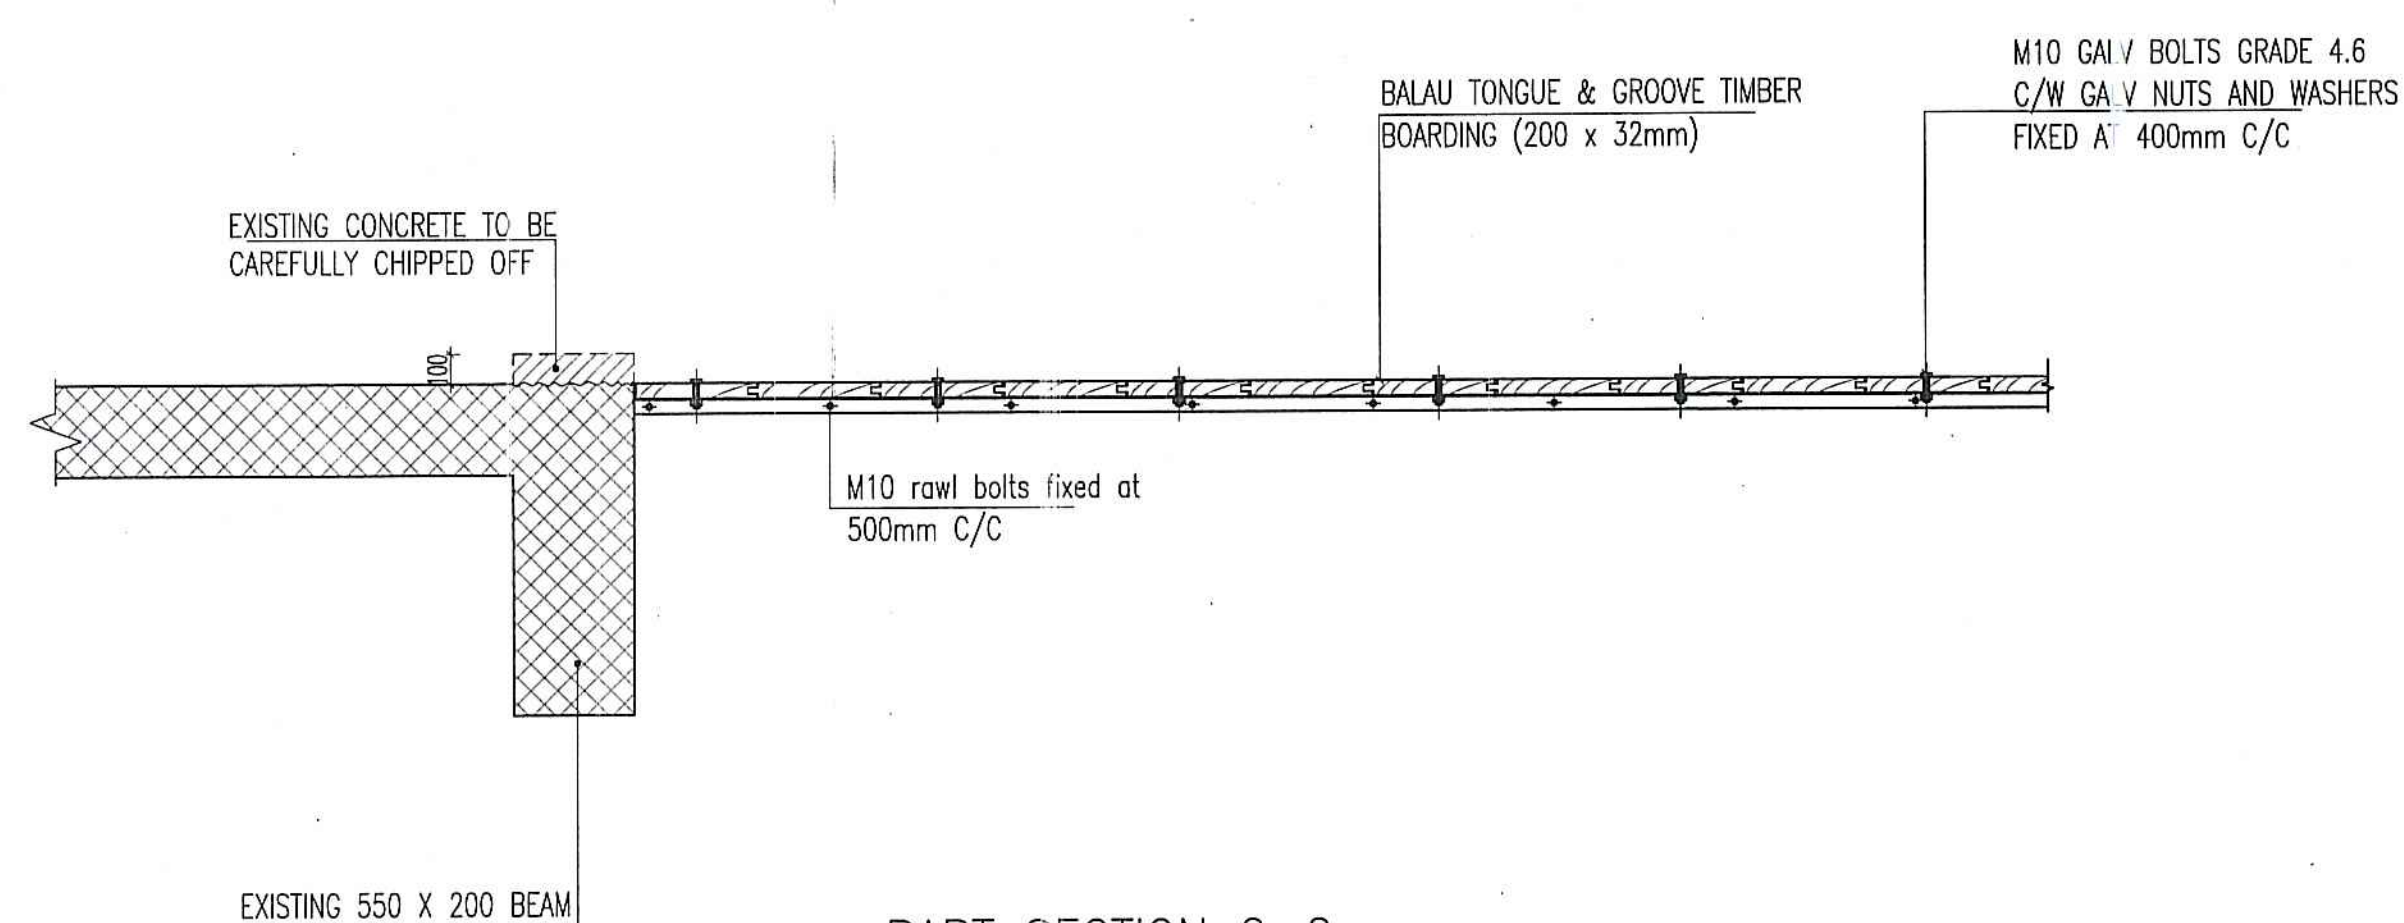 M10 GALV BOLTS GRADE 4.6
C/W GALV NUTS AND WASHERS
FIXED AT 400mm C/C
BALAU TONGUE & GROOVE TIMBER
BOARDING (200 x 32mm)
EXISTING CONCRETE TO BE
CAREFULLY CHIPPED OFF
100
M10 rawl bolts fixed at
500mm C/C
EXISTING 550 X 200 BEAM
PART SECTION